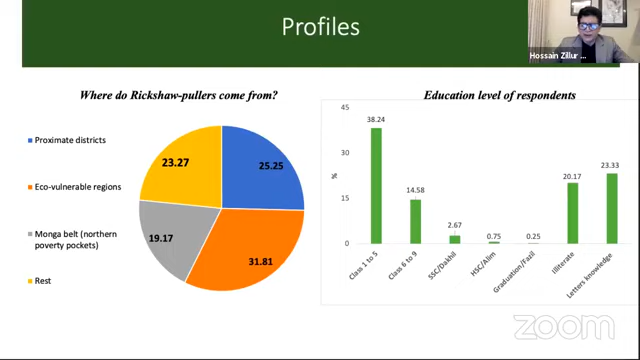 Profiles
Hossain Zillur ...
Where do Rickshaw-pullers come from?
Proximate districts
Eco-vulnerable regions
Monga belt (northern
poverty pockets)
Rest
23.27
25.25
19.17
31.81
Education level of respondents
45
30
15
0
%
38.24
14.58
2.67
0.75
0.25
20.17
23.33
Class 1 to 5
Class 6 to 9
SSC/Dakhil
HSC/Alim
Graduation/Fazil
Illiterate
Letters knowledge
zoom